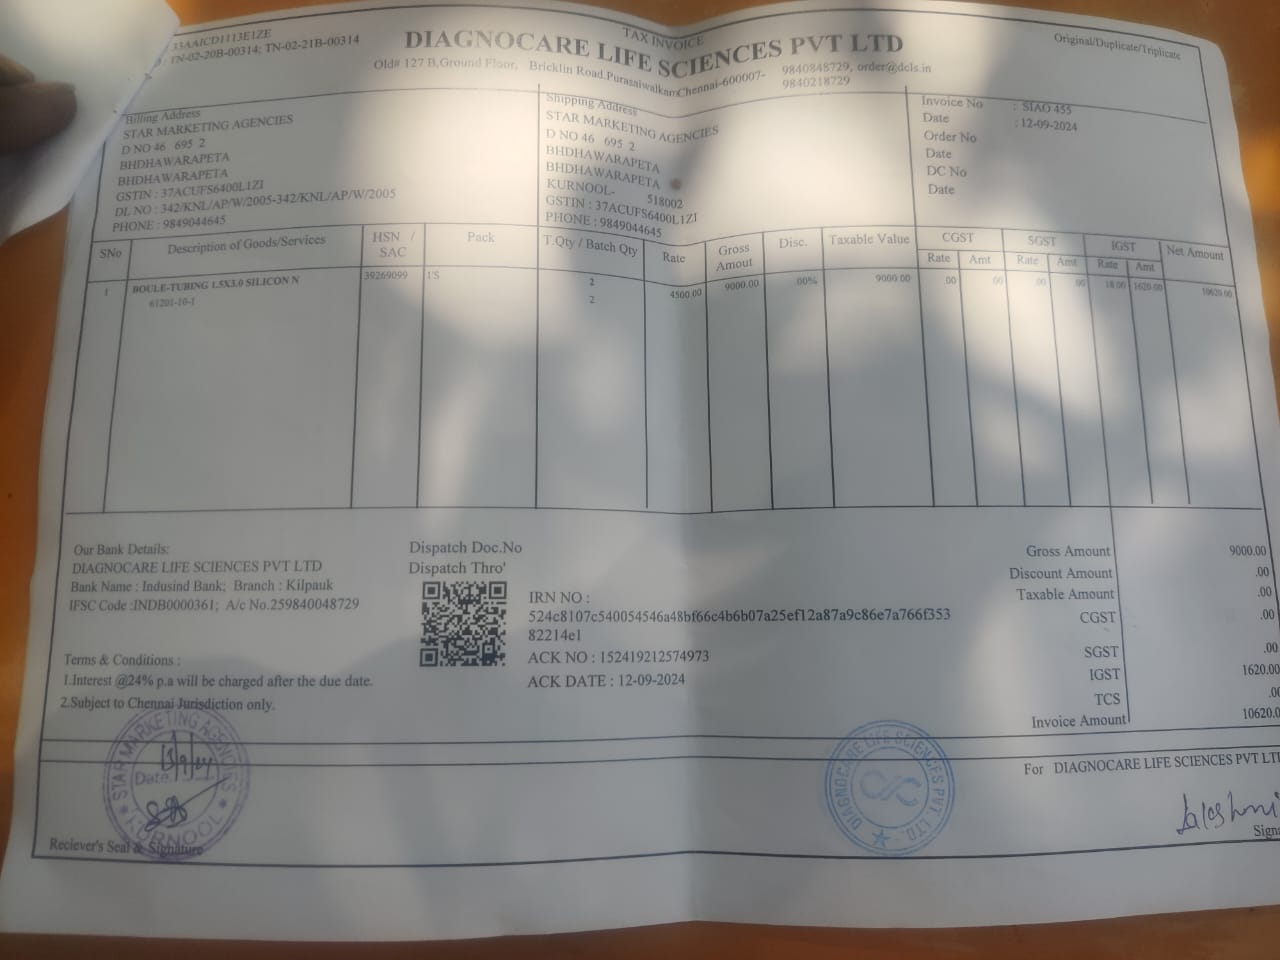 33AAICD1113E1ZE
TN-02-20B-00314; TN-02-21B-00314
TAX INVOICE
DIAGNOCARE LIFE SCIENCES PVT LTD
Old# 127 B,Ground Floor, Bricklin Road.PurasaiwalkamChennai-600007-
9840848729, order@dcls.in
9840218729
Original/Duplicate/Triplicate
Billing Address
STAR MARKETING AGENCIES
D NO 46 695 2
BHDHAWARAPETA
BHDHAWARAPETA
GSTIN : 37ACUFS6400L1ZI
DL NO : 342/KNL/AP/W/2005-342/KNL/AP/W/2005
PHONE : 9849044645
Shipping Address
STAR MARKETING AGENCIES
D NO 46 695 2
BHDHAWARAPETA
BHDHAWARAPETA
KURNOOL- 518002
GSTIN : 37ACUFS6400L1ZI
PHONE : 9849044645
Invoice No : SIAO 455
Date : 12-09-2024
Order No
Date
DC No
Date
SNo Description of Goods/Services HSN / SAC Pack T.Qty / Batch Qty Rate Gross Amout Disc. Taxable Value CGST SGST IGST Net Amount
Rate Amt Rate Amt Rate Amt
1 BOULE-TUBING 1.5X3.0 SILICON N 39269099 1'S 2 4500.00 9000.00 .00% 9000.00 .00 .00 .00 .00 18.00 1620.00 10620.00
61201-10-1 2
Our Bank Details:
DIAGNOCARE LIFE SCIENCES PVT LTD
Bank Name : Indusind Bank; Branch : Kilpauk
IFSC Code :INDB0000361; A/c No.259840048729
Terms & Conditions :
1.Interest @24% p.a will be charged after the due date.
2.Subject to Chennai Jurisdiction only.
Dispatch Doc.No
Dispatch Thro'
IRN NO :
524c8107c540054546a48bf66c4b6b07a25ef12a87a9c86e7a766f353
82214e1
ACK NO : 152419212574973
ACK DATE : 12-09-2024
Gross Amount 9000.00
Discount Amount .00
Taxable Amount .00
CGST .00
SGST .00
IGST 1620.00
TCS .00
Invoice Amount 10620.0
STAR MARKETING AGENCIES
Date 13/9/24
KURNOOL
Reciever's Seal & Signature
DIAGNOCARE LIFE SCIENCES PVT. LTD.
For DIAGNOCARE LIFE SCIENCES PVT LTD
Signa